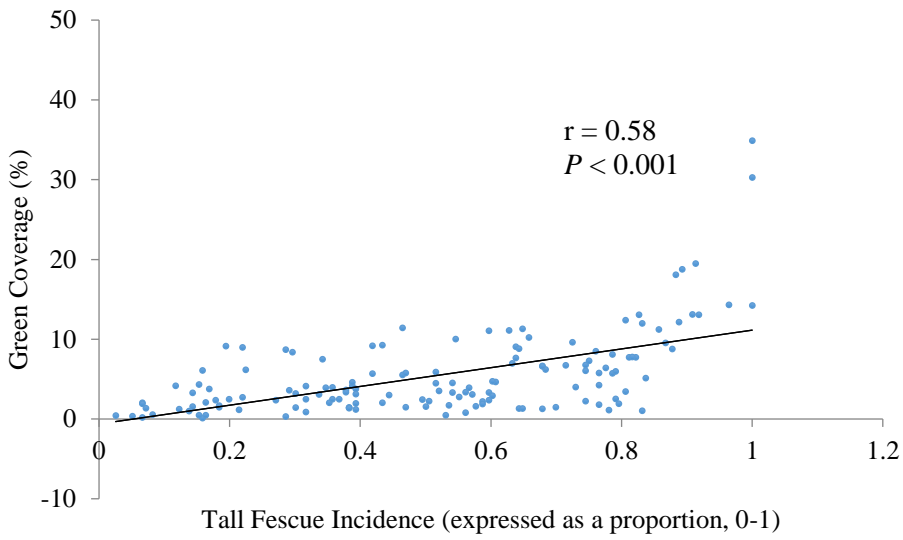 50
40
30
20
10
0
-10
Green Coverage (%)
r = 0.58
P < 0.001
0 0.2 0.4 0.6 0.8 1 1.2
Tall Fescue Incidence (expressed as a proportion, 0-1)